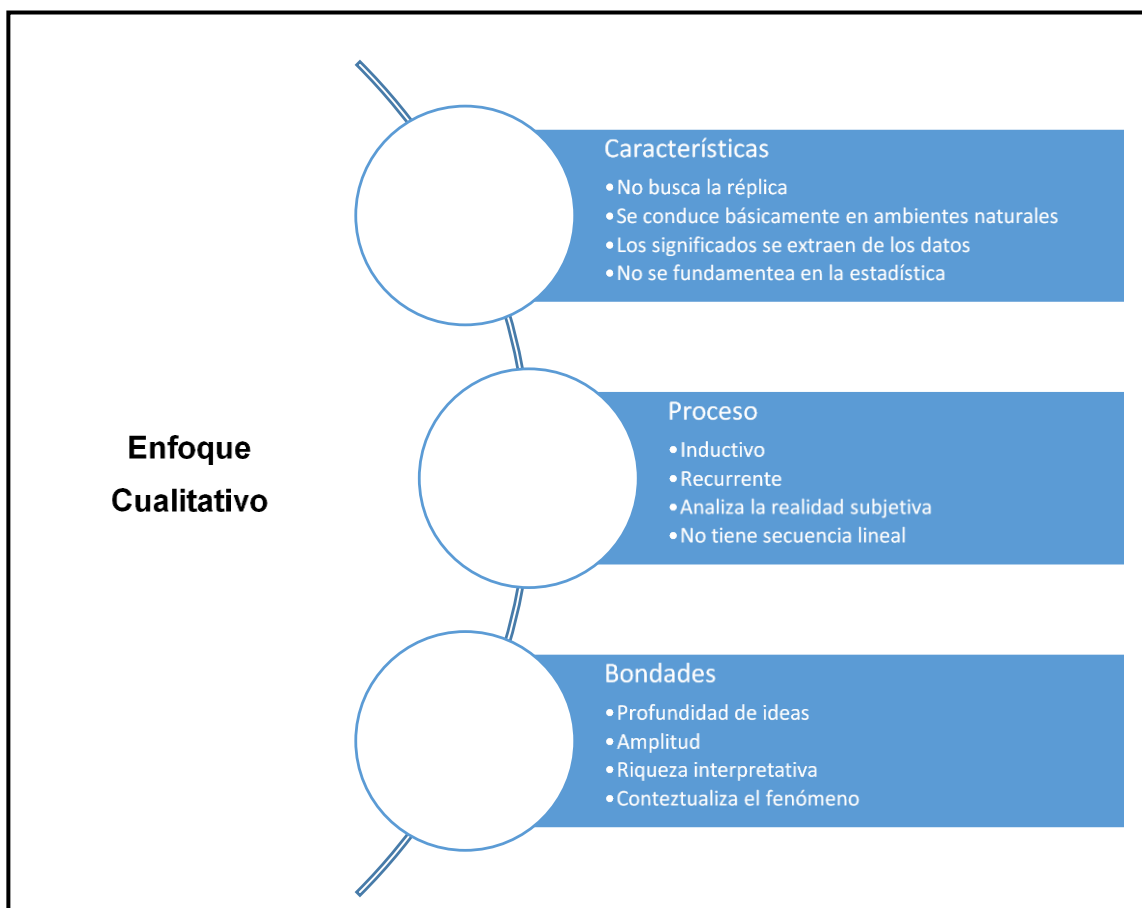 Enfoque
Cualitativo
Características
•No busca la réplica
•Se conduce básicamente en ambientes naturales
•Los significados se extraen de los datos
•No se fundamentea en la estadística
Proceso
•Inductivo
•Recurrente
•Analiza la realidad subjetiva
•No tiene secuencia lineal
Bondades
•Profundidad de ideas
•Amplitud
•Riqueza interpretativa
•Conteztualiza el fenómeno